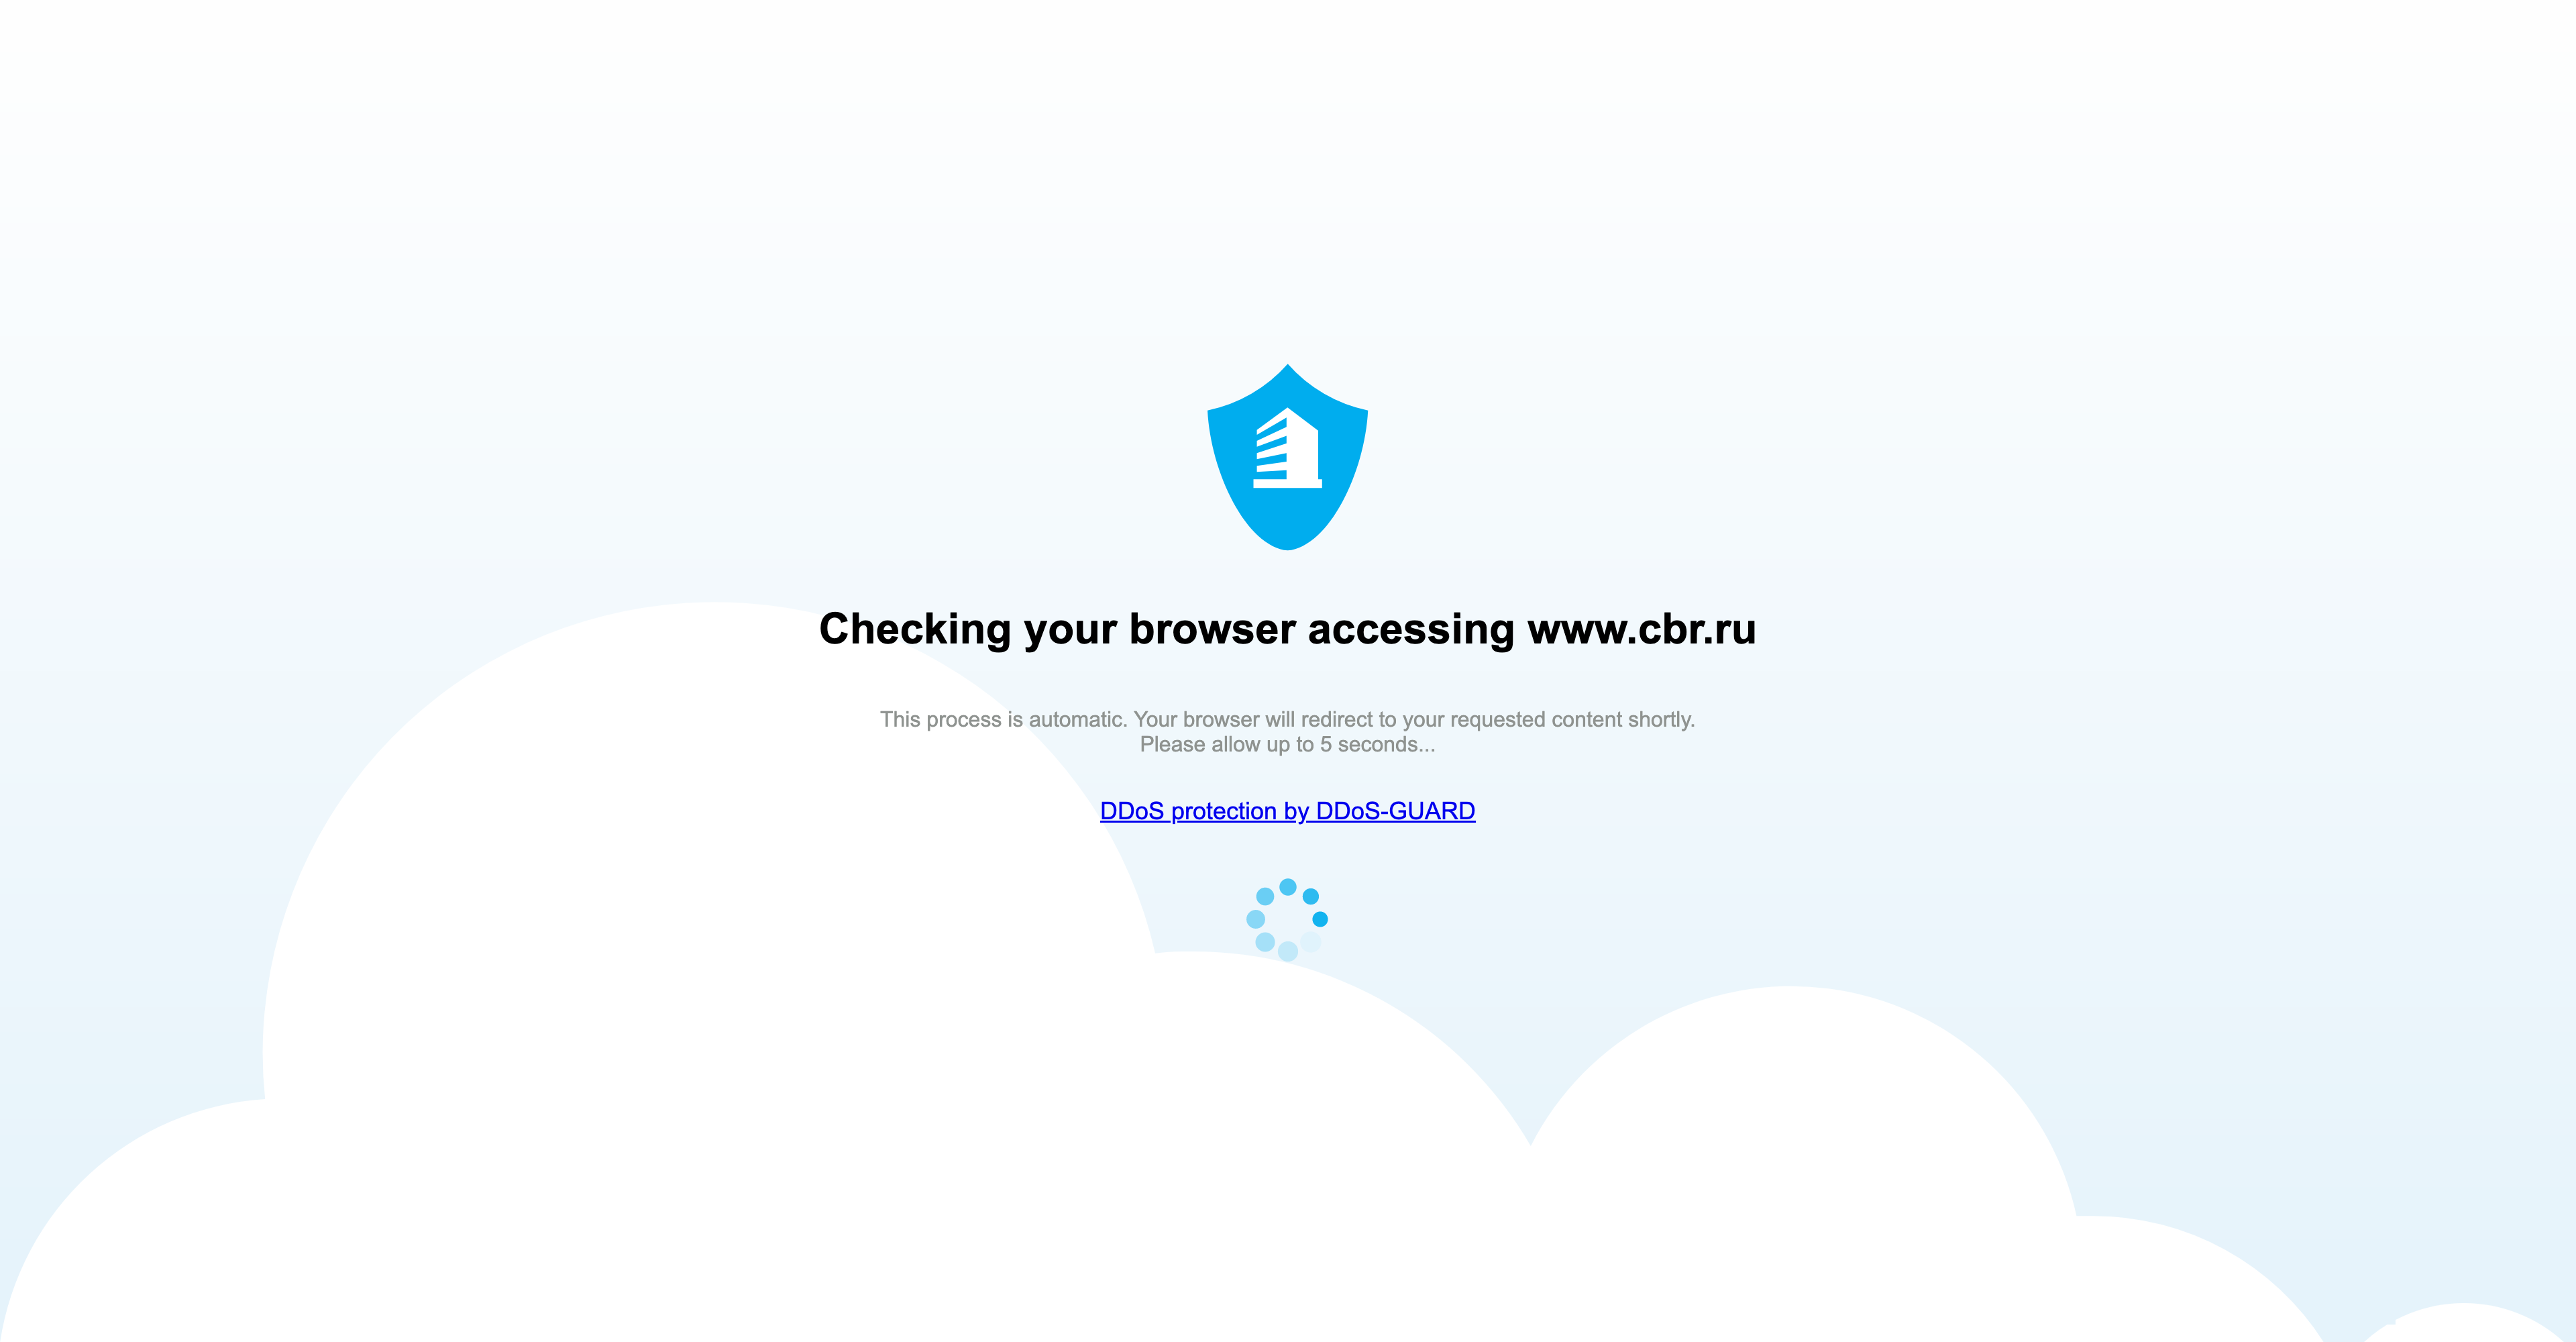 Checking your browser accessing www.cbr.ru
This process is automatic. Your browser will redirect to your requested content shortly.
Please allow up to 5 seconds...
DDoS protection by DDoS-GUARD